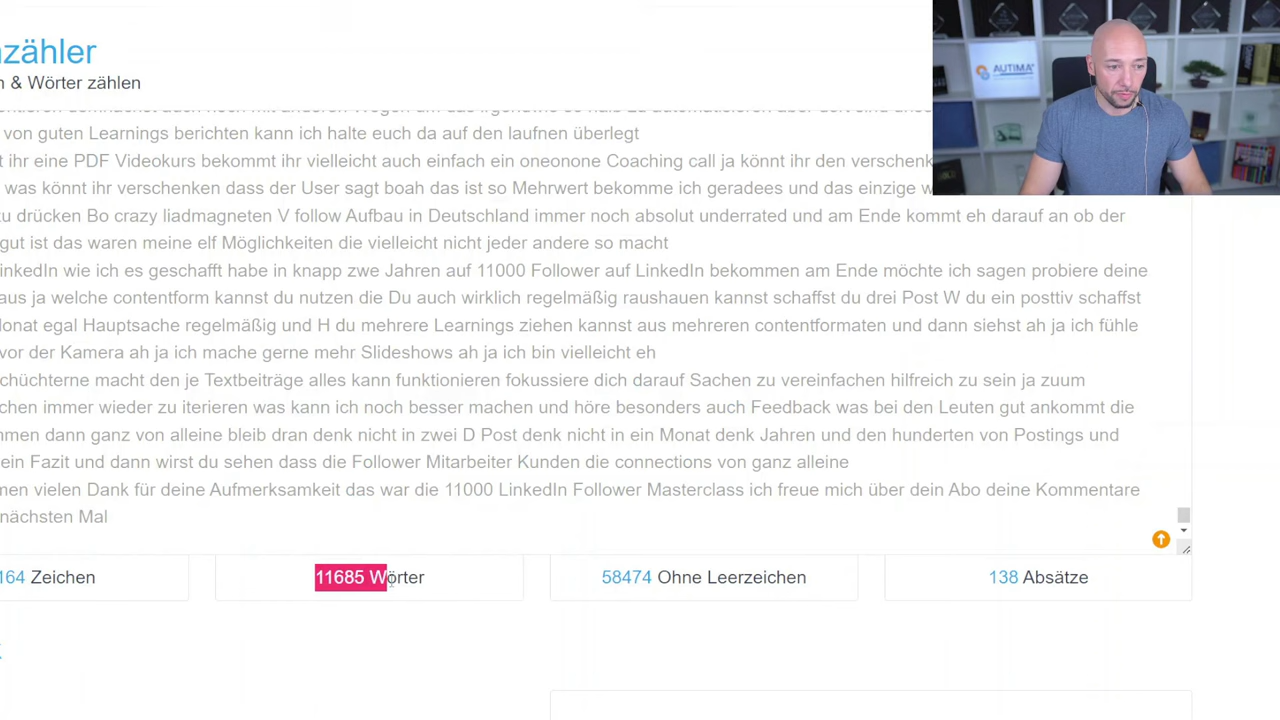 zähler
& Wörter zählen
AUTIMA
von guten Learnings berichten kann ich halte euch da auf den laufnen überlegt
t ihr eine PDF Videokurs bekommt ihr vielleicht auch einfach ein oneonone Coaching call ja könnt ihr den verschenk
was könnt ihr verschenken dass der User sagt boah das ist so Mehrwert bekomme ich geradees und das einzige w
zu drücken Bo crazy liadmagneten V follow Aufbau in Deutschland immer noch absolut underrated und am Ende kommt eh darauf an ob der
gut ist das waren meine elf Möglichkeiten die vielleicht nicht jeder andere so macht
inkedIn wie ich es geschafft habe in knapp zwe Jahren auf 11000 Follower auf LinkedIn bekommen am Ende möchte ich sagen probiere deine
aus ja welche contentform kannst du nutzen die Du auch wirklich regelmäßig raushauen kannst schaffst du drei Post W du ein posttiv schaffst
onat egal Hauptsache regelmäßig und H du mehrere Learnings ziehen kannst aus mehreren contentformaten und dann siehst ah ja ich fühle
vor der Kamera ah ja ich mache gerne mehr Slideshows ah ja ich bin vielleicht eh
chüchterne macht den je Textbeiträge alles kann funktionieren fokussiere dich darauf Sachen zu vereinfachen hilfreich zu sein ja zuum
chen immer wieder zu iterieren was kann ich noch besser machen und höre besonders auch Feedback was bei den Leuten gut ankommt die
mmen dann ganz von alleine bleib dran denk nicht in zwei D Post denk nicht in ein Monat denk Jahren und den hunderten von Postings und
ein Fazit und dann wirst du sehen dass die Follower Mitarbeiter Kunden die connections von ganz alleine
men vielen Dank für deine Aufmerksamkeit das war die 11000 LinkedIn Follower Masterclass ich freue mich über dein Abo deine Kommentare
nächsten Mal
164 Zeichen
11685 Wörter
58474 Ohne Leerzeichen
138 Absätze